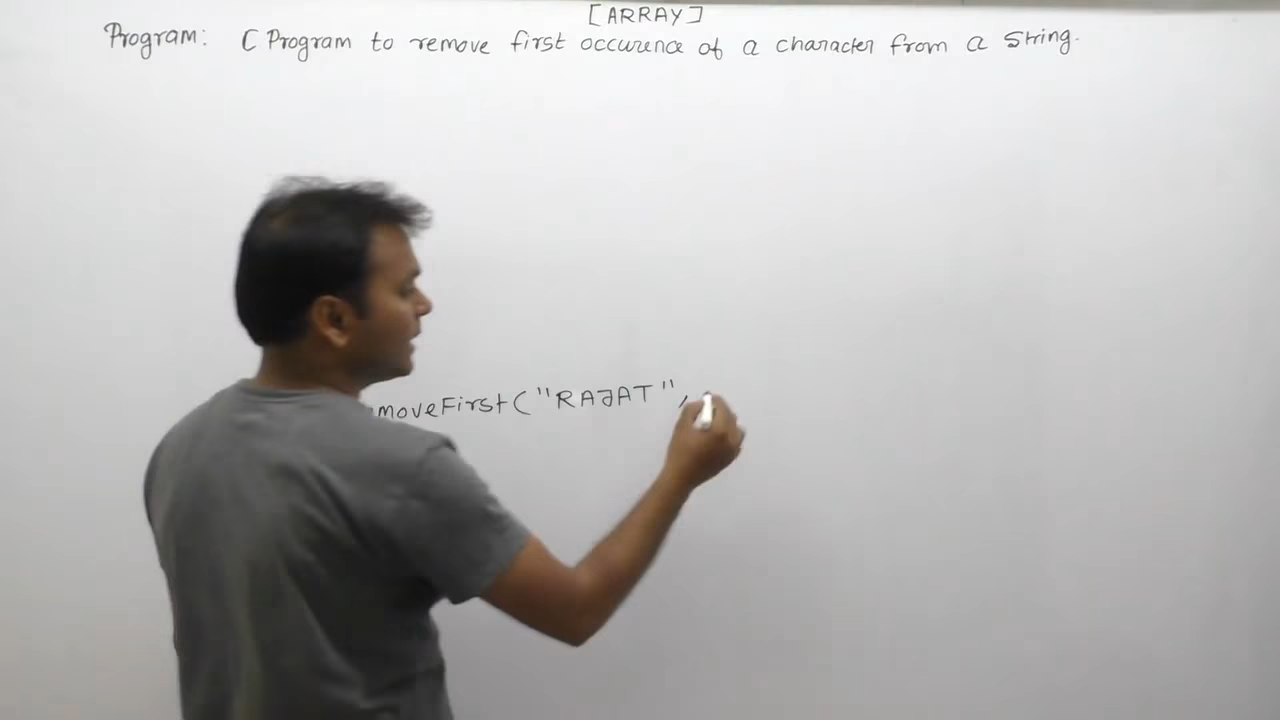 [ARRAY]
Program: C Program to remove first occurence of a character from a string.
moveFirst("RAJAT",